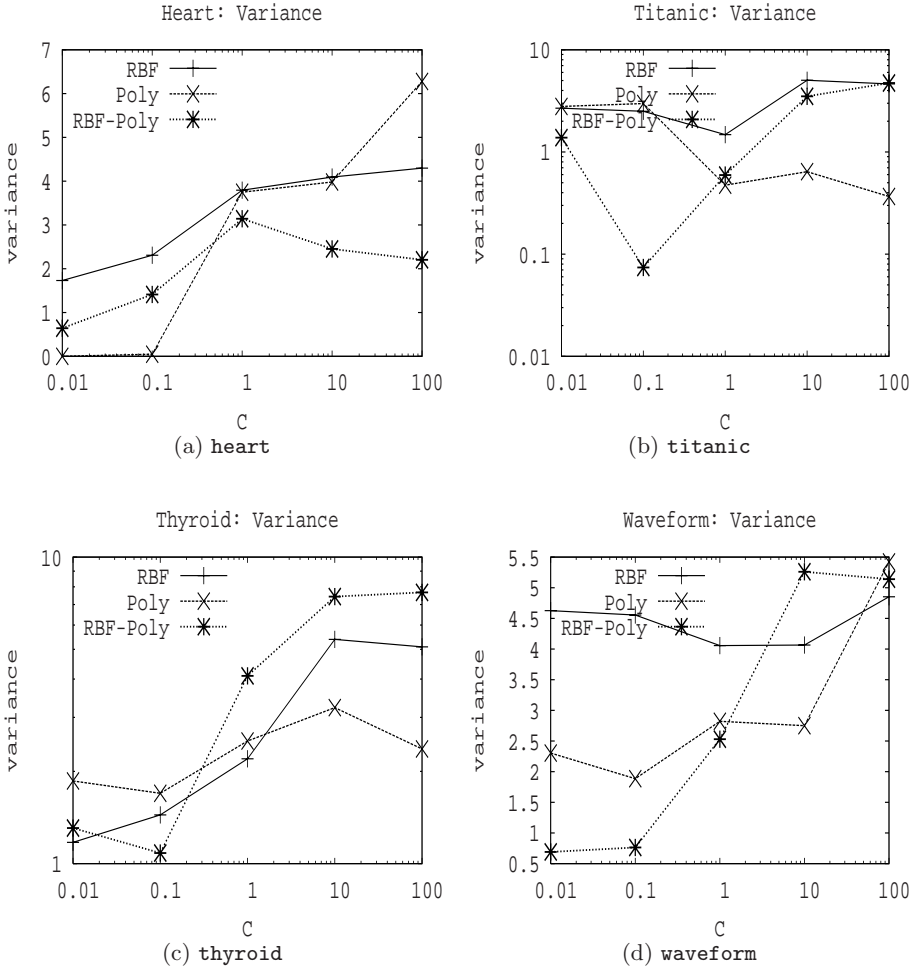 Heart: Variance
7
6
5
4
3
2
1
0
0.01 0.1 1 10 100
variance
C
RBF
Poly
RBF-Poly
(a) heart
Titanic: Variance
10
1
0.1
0.01
0.01 0.1 1 10 100
variance
C
RBF
Poly
RBF-Poly
(b) titanic
Thyroid: Variance
10
1
0.01 0.1 1 10 100
variance
C
RBF
Poly
RBF-Poly
(c) thyroid
Waveform: Variance
5.5
5
4.5
4
3.5
3
2.5
2
1.5
1
0.5
0.01 0.1 1 10 100
variance
C
RBF
Poly
RBF-Poly
(d) waveform